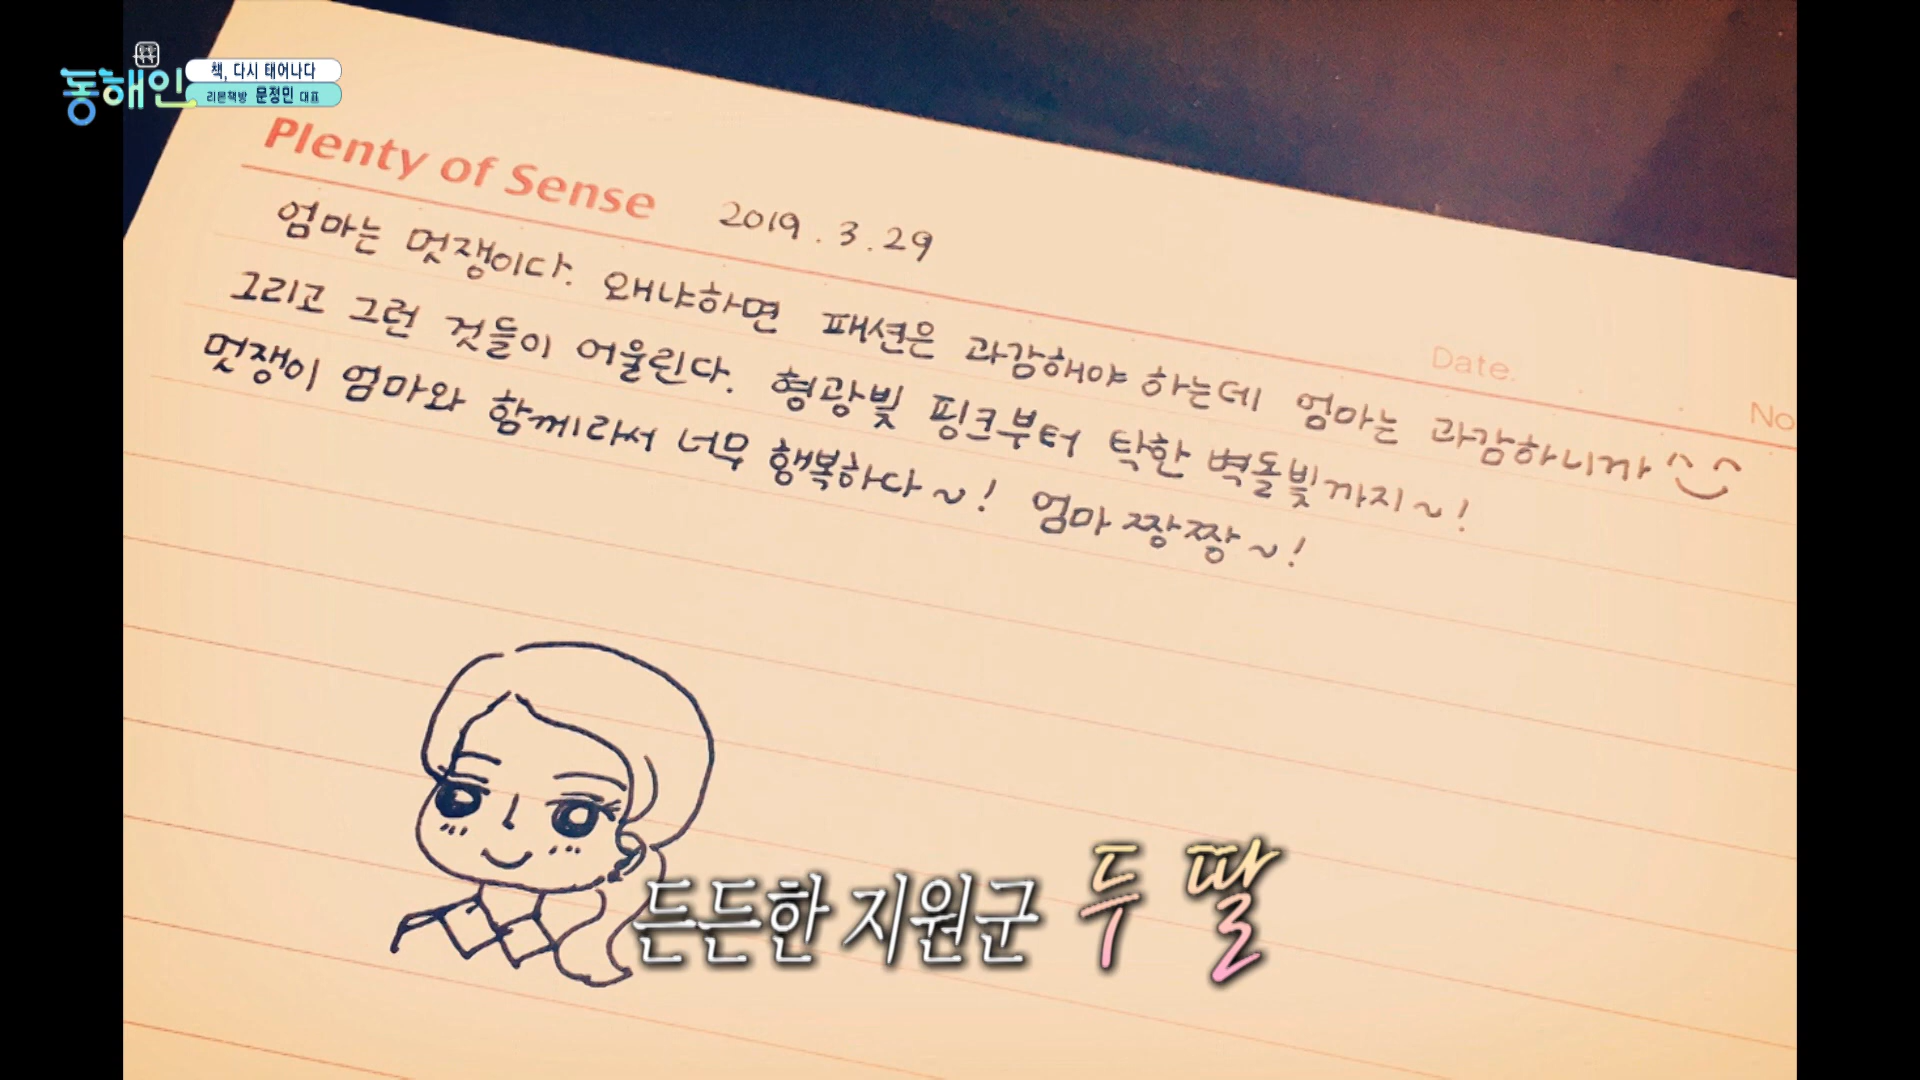 동해인
책, 다시 태어나다
리본책방 문정민 대표
Plenty of Sense
2019.3.29
Date.
No
엄마는 멋쟁이다. 왜냐하면 패션은 과감해야 하는데 엄마는 과감하니까
그리고 그런 것들이 어울린다. 형광빛 핑크부터 탁한 벽돌빛까지~!
멋쟁이 엄마와 함께라서 너무 행복하다~! 엄마 짱짱~!
든든한 지원군 두 딸